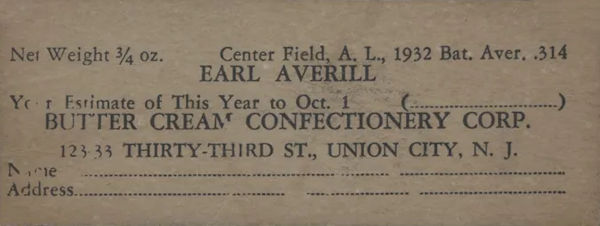 Net Weight ¾ oz. Center Field, A. L., 1932 Bat. Aver. .314
EARL AVERILL
Your Estimate of This Year to Oct. 1 (..............................)
BUTTER CREAM CONFECTIONERY CORP.
123-33 THIRTY-THIRD ST., UNION CITY, N. J.
Name ..............................
Address ..............................